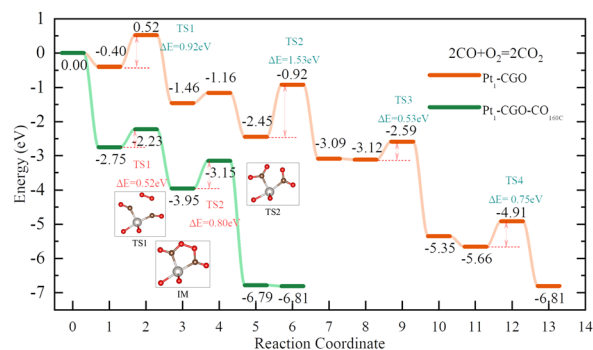 1
0
-1
-2
-3
-4
-5
-6
-7
Energy (eV)
0 1 2 3 4 5 6 7 8 9 10 11 12 13 14
Reaction Coordinate
2CO+O2=2CO2
Pt1-CGO
Pt1-CGO-CO160C
0.00
-0.40
0.52
TS1
ΔE=0.92eV
-1.46
-1.16
-2.45
TS2
ΔE=1.53eV
-0.92
-3.09
-3.12
TS3
ΔE=0.53eV
-2.59
-5.35
-5.66
TS4
ΔE= 0.75eV
-4.91
-6.81
-2.75
-2.23
TS1
ΔE=0.52eV
-3.95
-3.15
TS2
ΔE=0.80eV
-6.79
-6.81
TS1
IM
TS2